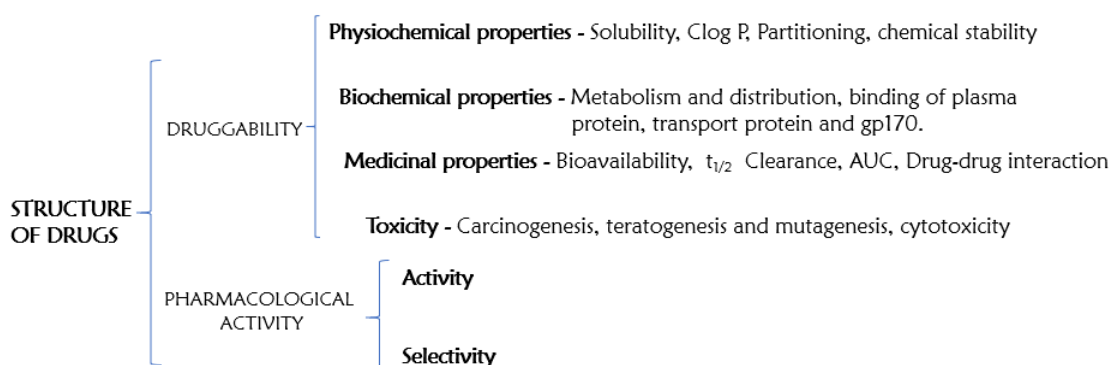 Physiochemical properties - Solubility, Clog P, Partitioning, chemical stability
Biochemical properties - Metabolism and distribution, binding of plasma
protein, transport protein and gp170.
DRUGGABILITY
Medicinal properties - Bioavailability, t1/2 Clearance, AUC, Drug-drug interaction
STRUCTURE
OF DRUGS
Toxicity - Carcinogenesis, teratogenesis and mutagenesis, cytotoxicity
PHARMACOLOGICAL
ACTIVITY
Activity
Selectivity